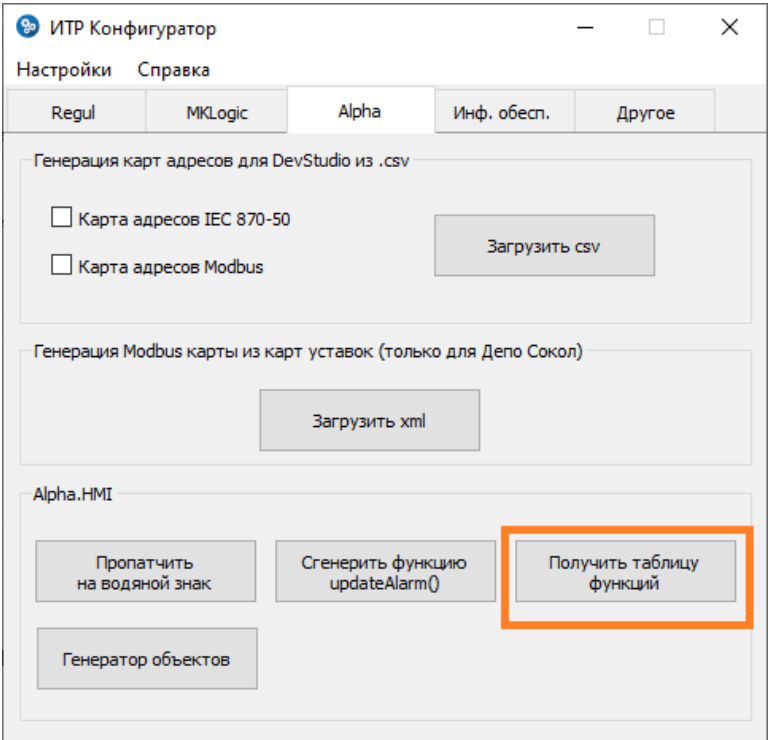 ИТР Конфигуратор
Настройки Справка
Regul MKLogic Alpha Инф. обесп. Другое
Генерация карт адресов для DevStudio из .csv
Карта адресов IEC 870-50
Загрузить csv
Карта адресов Modbus
Генерация Modbus карты из карт уставок (только для Депо Сокол)
Загрузить xml
Alpha.HMI
Пропатчить
на водяной знак
Сгенерить функцию
updateAlarm()
Получить таблицу
функций
Генератор объектов